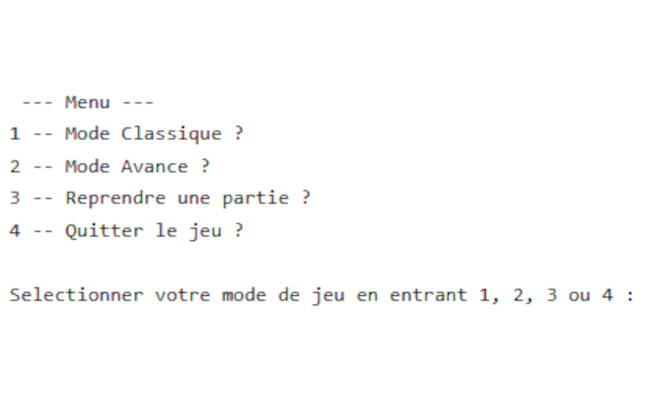 --- Menu ---
1 -- Mode Classique ?
2 -- Mode Avance ?
3 -- Reprendre une partie ?
4 -- Quitter le jeu ?
Selectionner votre mode de jeu en entrant 1, 2, 3 ou 4 :